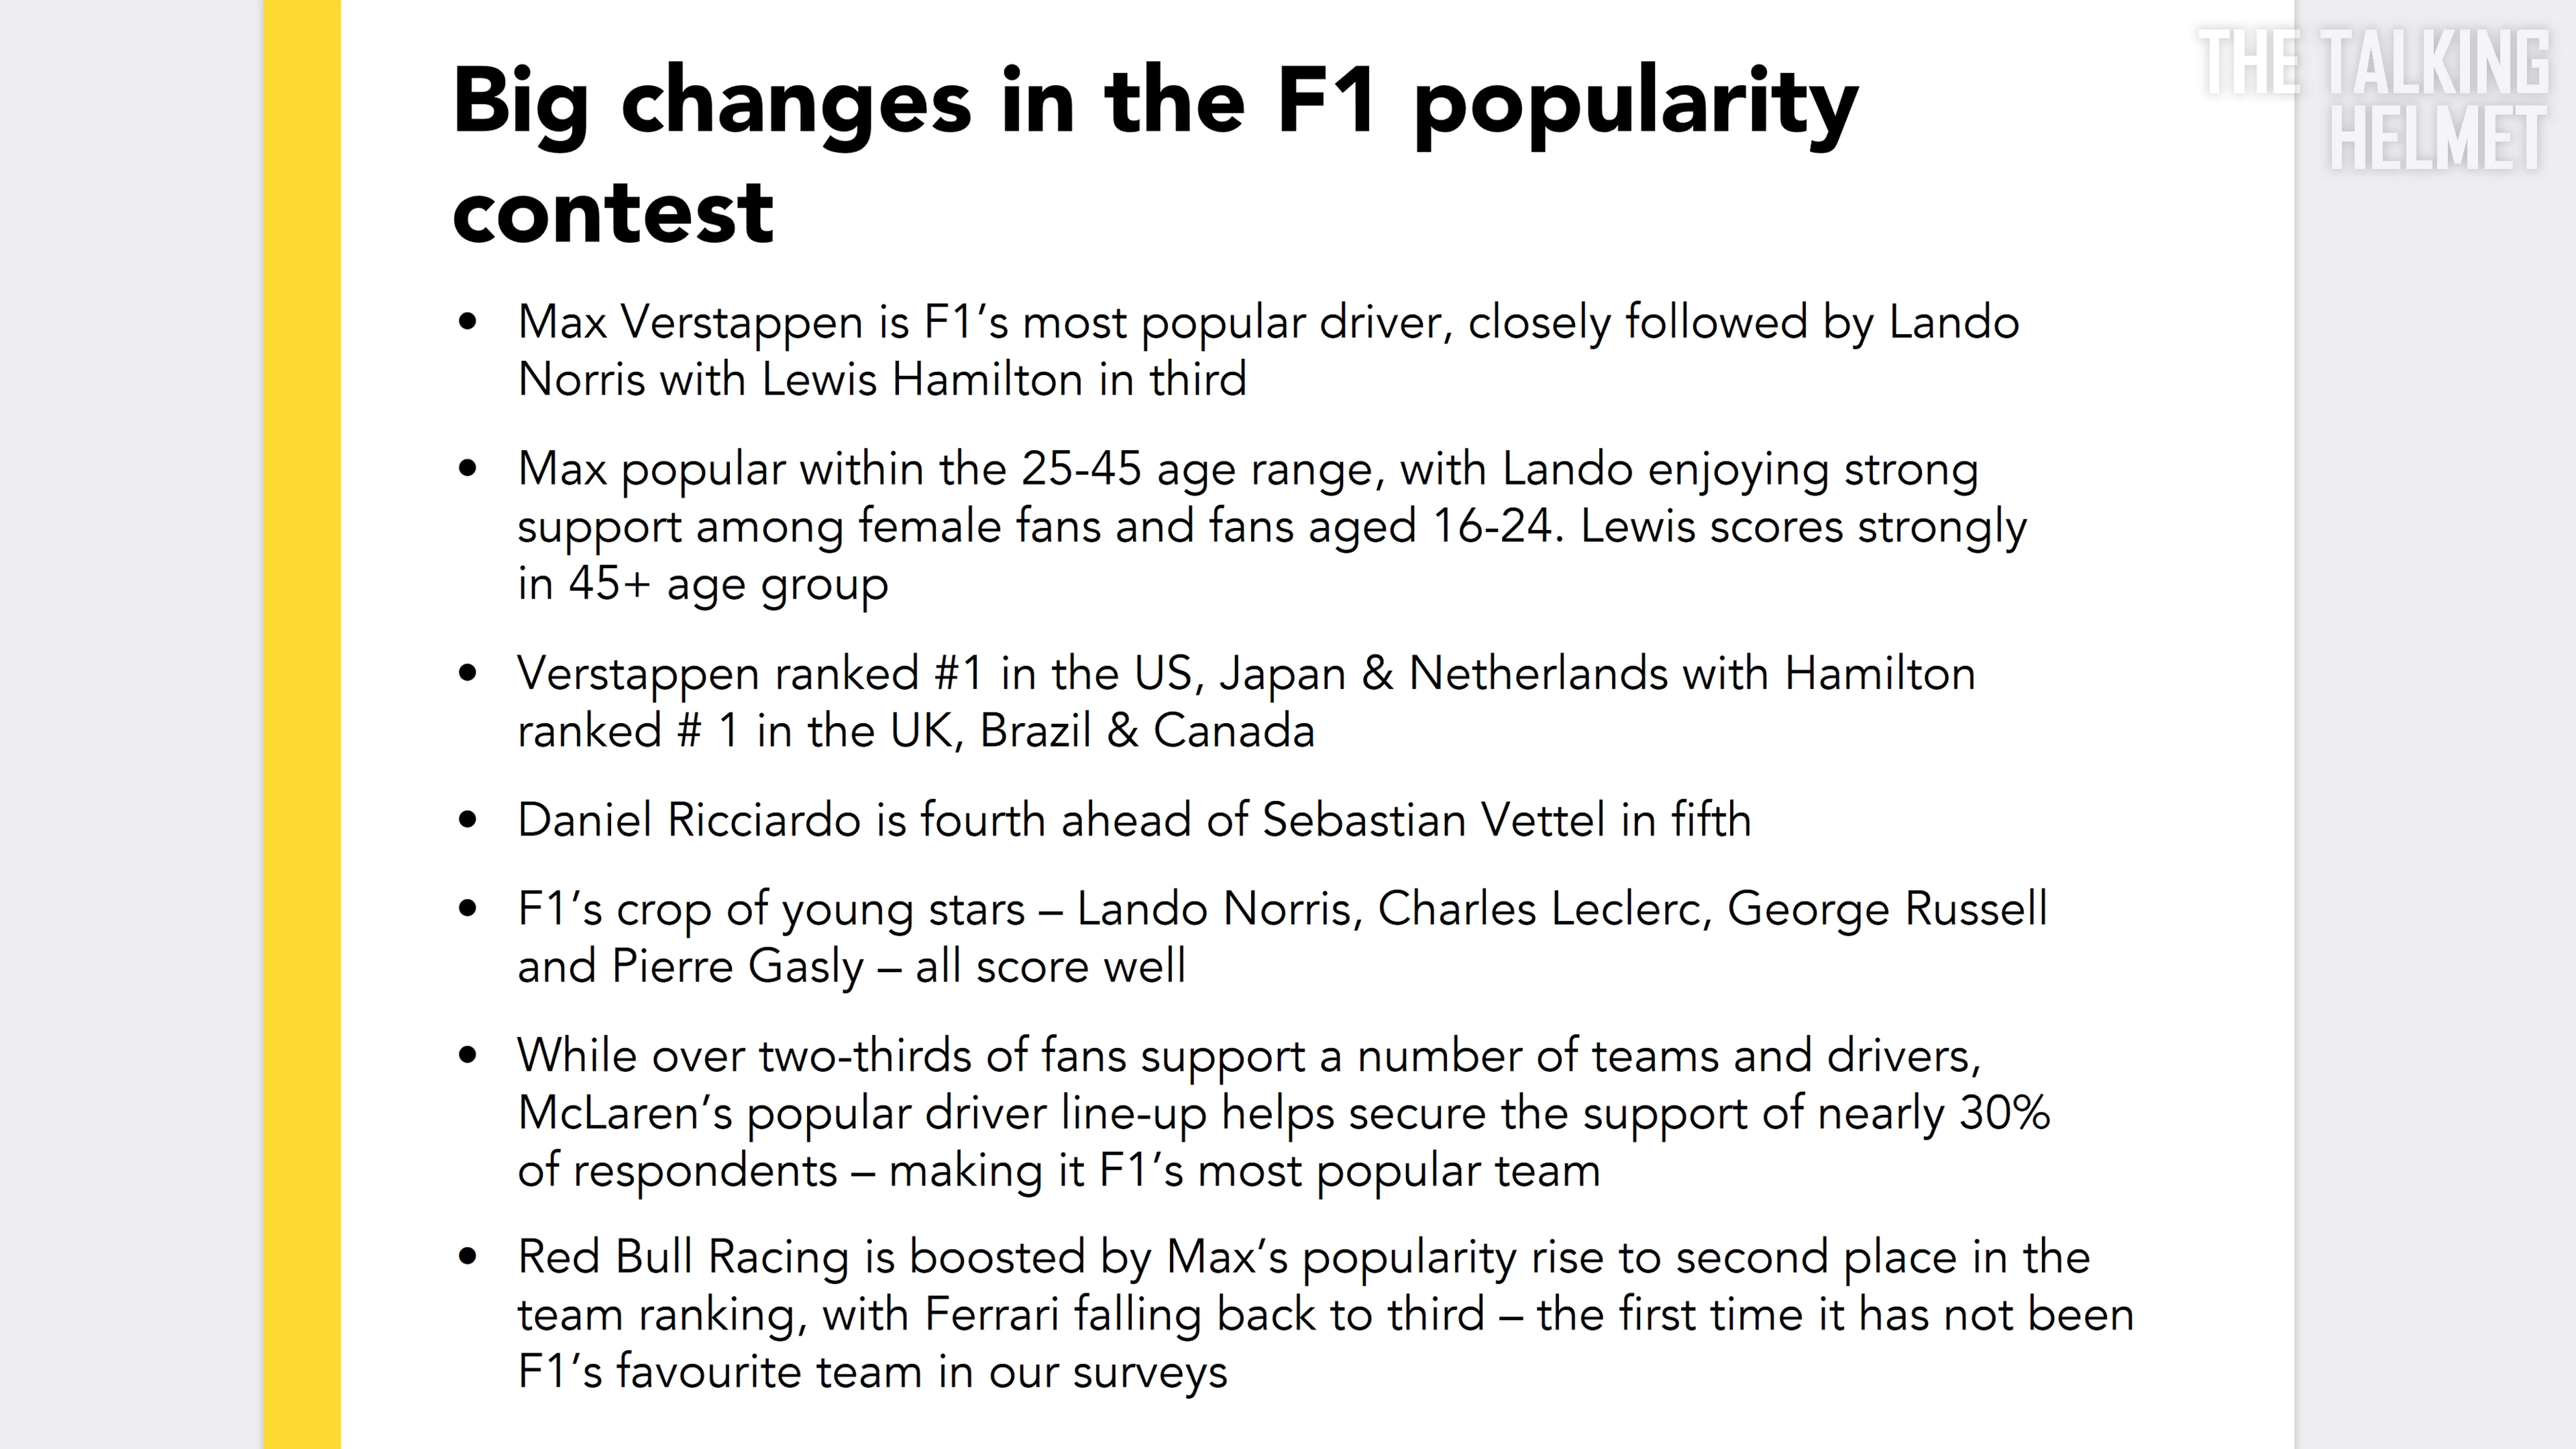 Big changes in the F1 popularity
contest
THE TALKING
HELMET
• Max Verstappen is F1’s most popular driver, closely followed by Lando
Norris with Lewis Hamilton in third
• Max popular within the 25-45 age range, with Lando enjoying strong
support among female fans and fans aged 16-24. Lewis scores strongly
in 45+ age group
• Verstappen ranked #1 in the US, Japan & Netherlands with Hamilton
ranked # 1 in the UK, Brazil & Canada
• Daniel Ricciardo is fourth ahead of Sebastian Vettel in fifth
• F1’s crop of young stars – Lando Norris, Charles Leclerc, George Russell
and Pierre Gasly – all score well
• While over two-thirds of fans support a number of teams and drivers,
McLaren’s popular driver line-up helps secure the support of nearly 30%
of respondents – making it F1’s most popular team
• Red Bull Racing is boosted by Max’s popularity rise to second place in the
team ranking, with Ferrari falling back to third – the first time it has not been
F1’s favourite team in our surveys